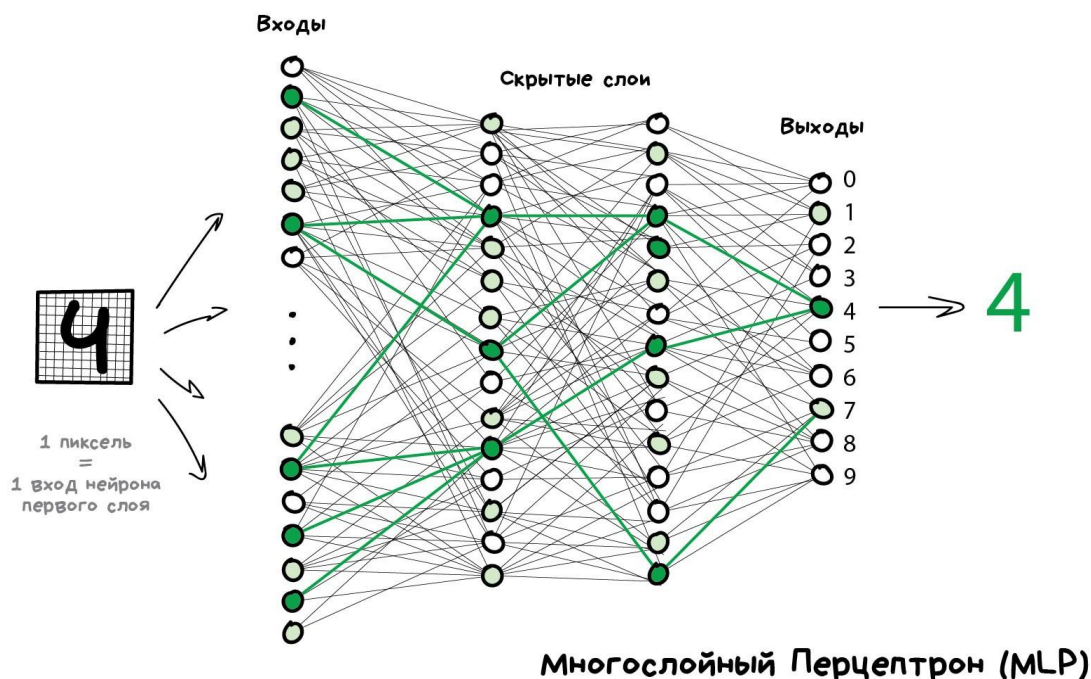 Входы
Скрытые слои
Выходы
0
1
2
3
4
5
6
7
8
9
4
4
1 пиксель
=
1 вход нейрона
первого слоя
Многослойный Перцептрон (MLP)